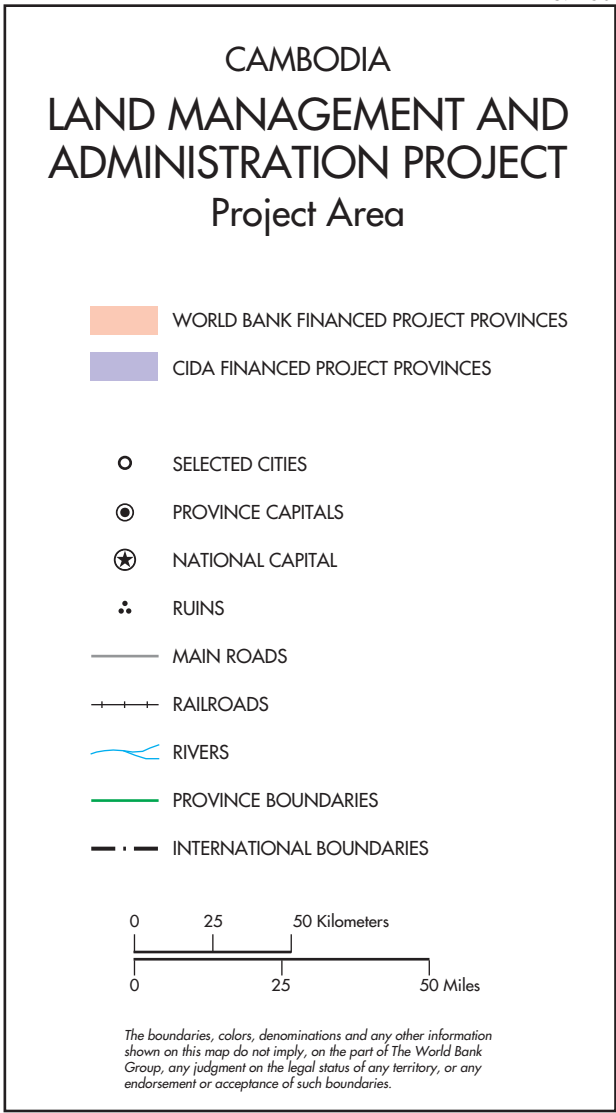 CAMBODIA
LAND MANAGEMENT AND
ADMINISTRATION PROJECT
Project Area
WORLD BANK FINANCED PROJECT PROVINCES
CIDA FINANCED PROJECT PROVINCES
SELECTED CITIES
PROVINCE CAPITALS
NATIONAL CAPITAL
RUINS
MAIN ROADS
RAILROADS
RIVERS
PROVINCE BOUNDARIES
INTERNATIONAL BOUNDARIES
0 25 50 Kilometers
0 25 50 Miles
The boundaries, colors, denominations and any other information
shown on this map do not imply, on the part of The World Bank
Group, any judgment on the legal status of any territory, or any
endorsement or acceptance of such boundaries.